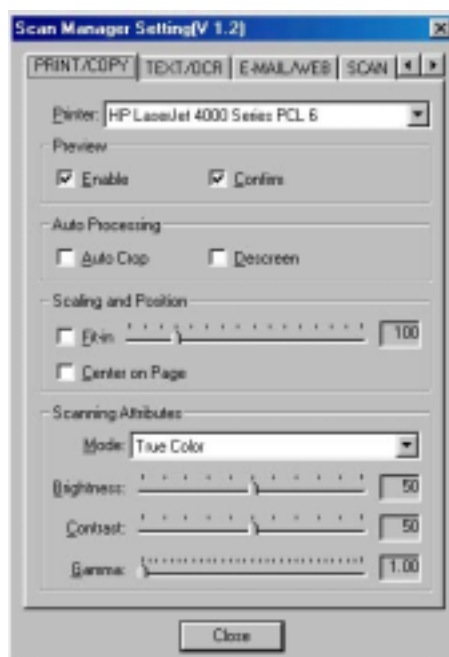 Scan Manager Setting(V 1.2)
PRINT/COPY TEXT/OCR E-MAIL/WEB SCAN
Printer: HP LaserJet 4000 Series PCL 6
Preview
Enable Confirm
Auto Processing
Auto Crop Descreen
Scaling and Position
Fit-in 100
Center on Page
Scanning Attributes
Mode: True Color
Brightness: 50
Contrast: 50
Gamma: 1.00
Close